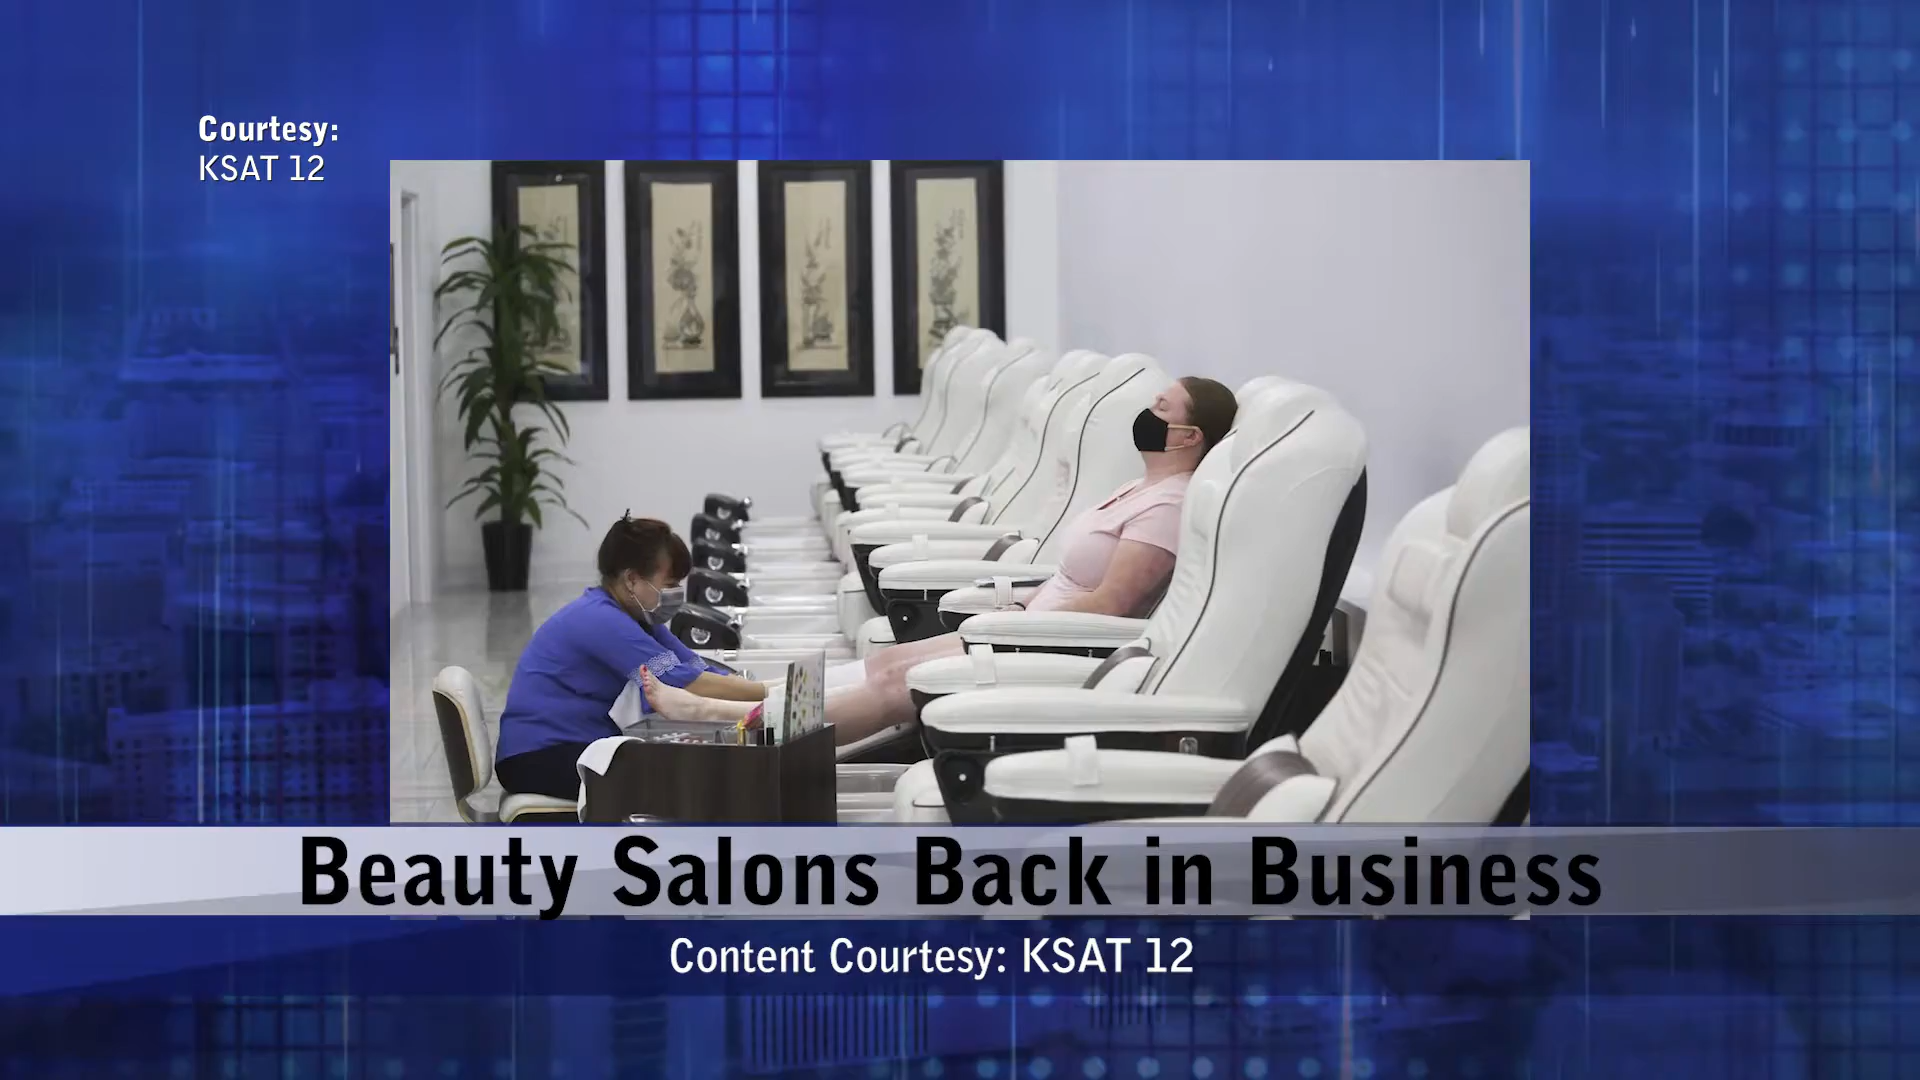 Courtesy:
KSAT 12
Beauty Salons Back in Business
Content Courtesy: KSAT 12